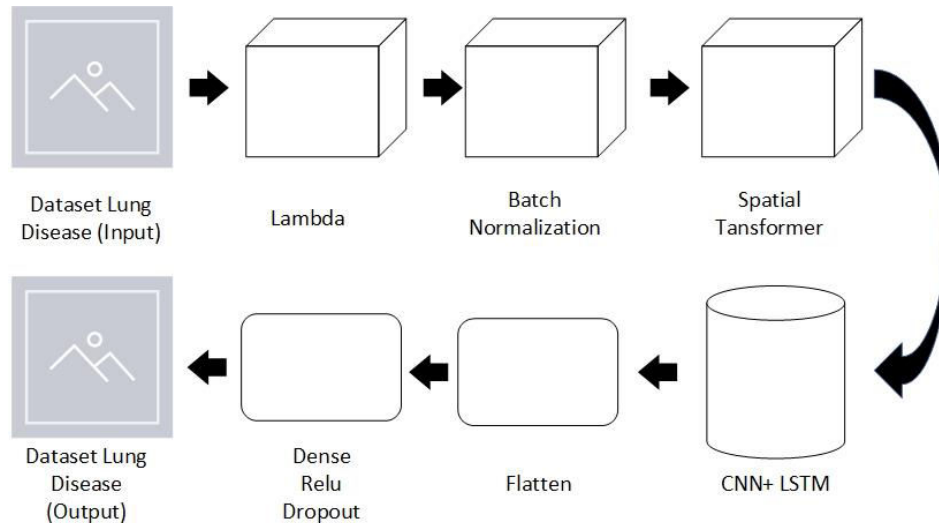 Dataset Lung
Disease (Input)
Lambda
Batch
Normalization
Spatial
Tansformer
Dataset Lung
Disease
(Output)
Dense
Relu
Dropout
Flatten
CNN+ LSTM